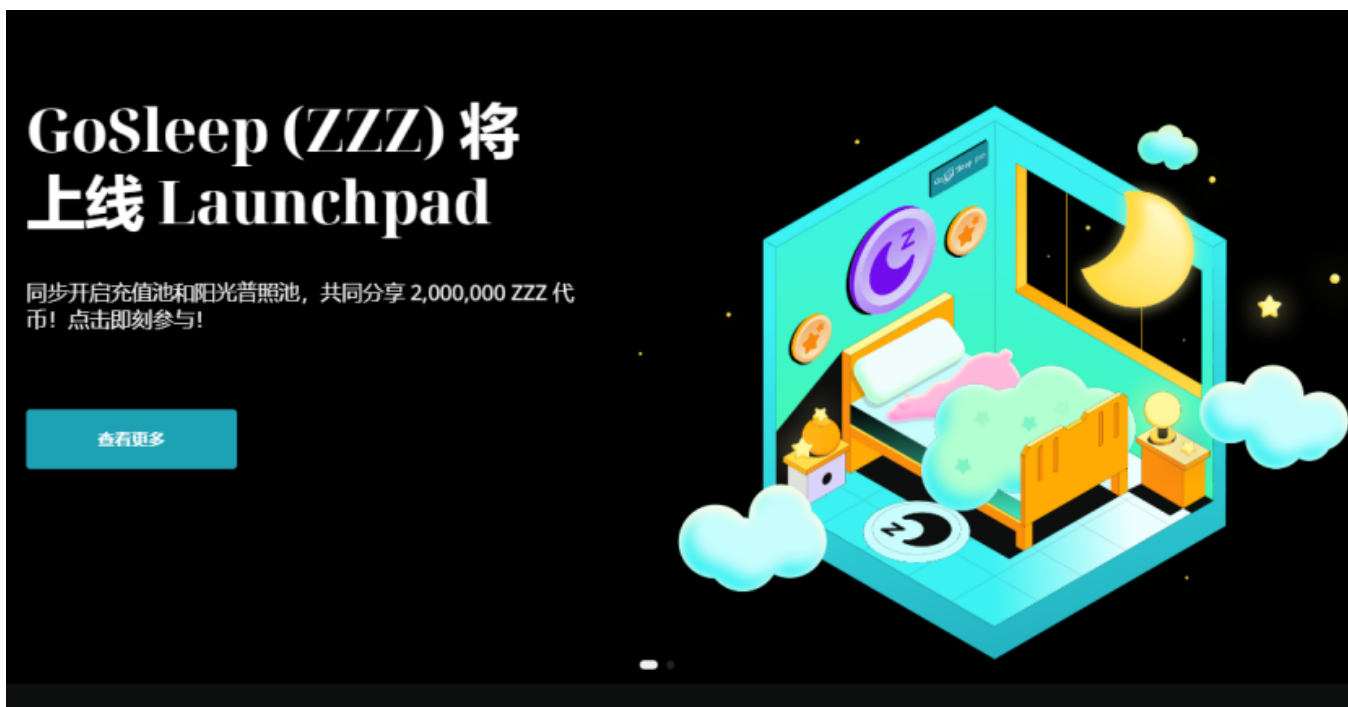 GoSleep (ZZZ) 将
上线 Launchpad
同步开启充值池和阳光普照池，共同分享 2,000,000 ZZZ 代
币！点击即刻参与！
查看更多
Z
Z